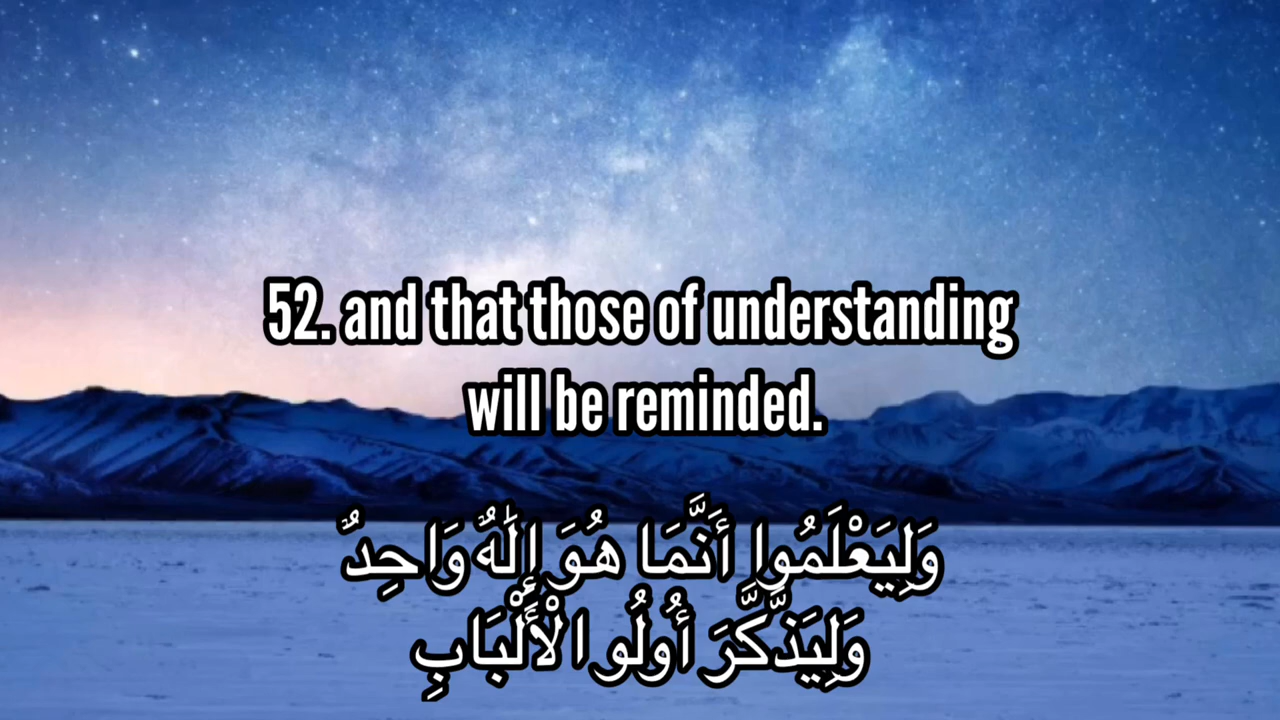 52. and that those of understanding
will be reminded.
وَلِيَعْلَمُوا أَنَّمَا هُوَ إِلَٰهٌ وَاحِدٌ
وَلِيَذَّكَّرَ أُولُو الْأَلْبَابِ